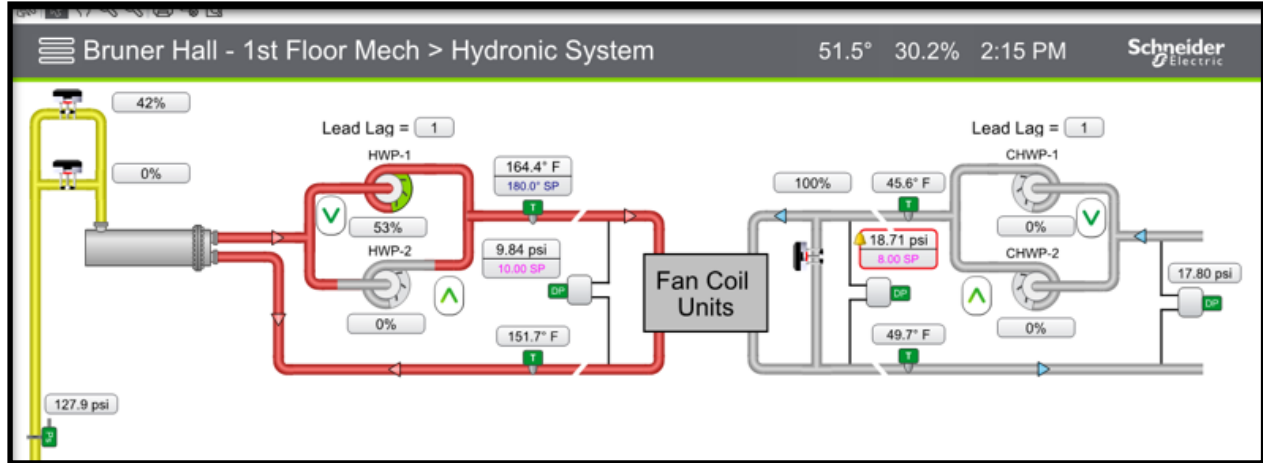 Bruner Hall - 1st Floor Mech > Hydronic System
51.5° 30.2% 2:15 PM
Schneider
Electric
42%
0%
Lead Lag = 1
HWP-1
53%
HWP-2
0%
164.4° F
180.0° SP
T
9.84 psi
10.00 SP
DP
151.7° F
T
Fan Coil
Units
Lead Lag = 1
CHWP-1
0%
CHWP-2
0%
100%
45.6° F
T
18.71 psi
8.00 SP
DP
49.7° F
T
17.80 psi
DP
127.9 psi
Ps